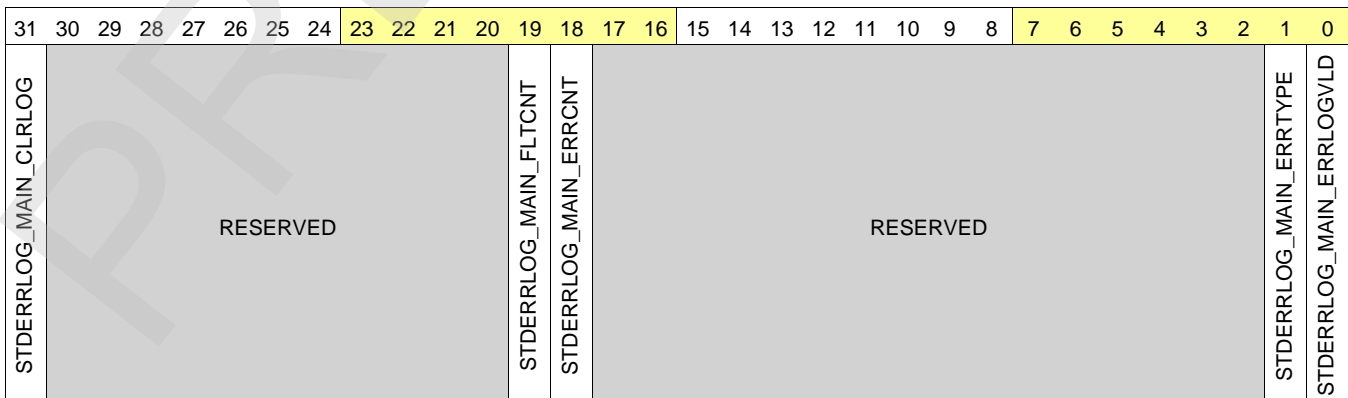 31 30 29 28 27 26 25 24 23 22 21 20 19 18 17 16 15 14 13 12 11 10 9 8 7 6 5 4 3 2 1 0
STDERRLOG_MAIN_CLRLOG
RESERVED
STDERRLOG_MAIN_FLTCNT
STDERRLOG_MAIN_ERRCNT
RESERVED
STDERRLOG_MAIN_ERRTYPE
STDERRLOG_MAIN_ERRLOGVLD